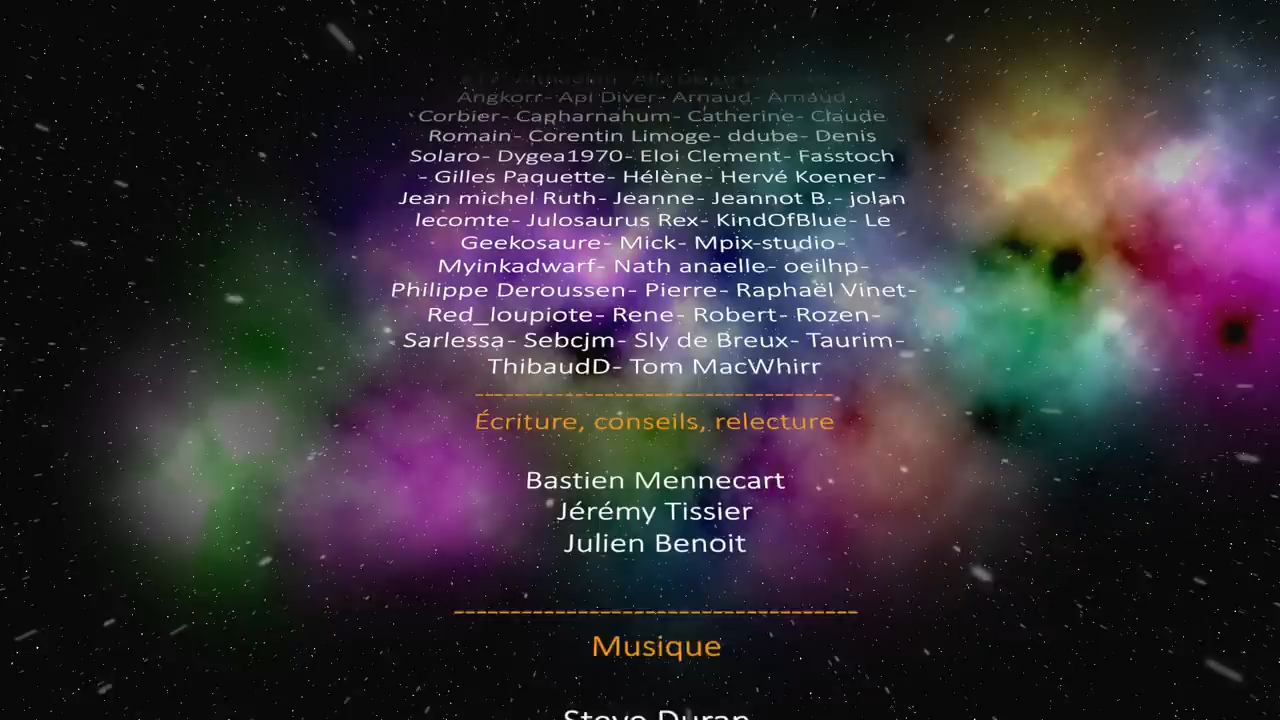 Angkorr- Api Diver- Arnaud- Arnaud
Corbier- Capharnahum- Catherine- Claude
Romain- Corentin Limoge- ddube- Denis
Solaro- Dygea1970- Eloi Clement- Fasstoch
- Gilles Paquette- Hélène- Hervé Koener-
Jean michel Ruth- Jeanne- Jeannot B.- jolan
lecomte- Julosaurus Rex- KindOfBlue- Le
Geekosaure- Mick- Mpix-studio-
Myinkadwarf- Nath anaelle- oeilhp-
Philippe Deroussen- Pierre- Raphaël Vinet-
Red_loupiote- Rene- Robert- Rozen-
Sarlessa- Sebcjm- Sly de Breux- Taurim-
ThibaudD- Tom MacWhirr
Écriture, conseils, relecture
Bastien Mennecart
Jérémy Tissier
Julien Benoit
Musique
Steve Duran